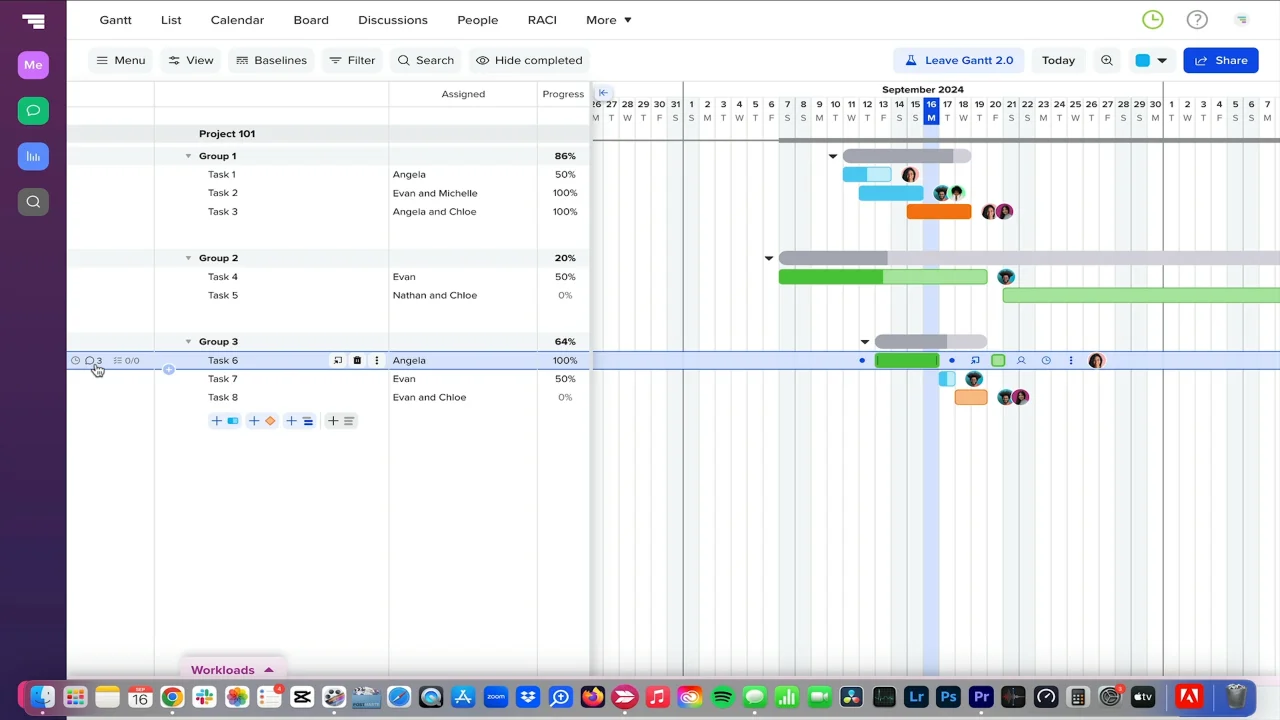 Gantt List Calendar Board Discussions People RACI More
Me
Menu View Baselines Filter Search Hide completed Leave Gantt 2.0 Today Share
Assigned Progress
September 2024
26 27 28 29 30 31 1 2 3 4 5 6 7 8 9 10 11 12 13 14 15 16 17 18 19 20 21 22 23 24 25 26 27 28 29 30 1 2 3 4 5 6 7
M T W T F S S M T W T F S S M T W T F S S M T W T F S S M T W T F S S M T W T F S S M
Project 101
Group 1 86%
Task 1 Angela 50%
Task 2 Evan and Michelle 100%
Task 3 Angela and Chloe 100%
Group 2 20%
Task 4 Evan 50%
Task 5 Nathan and Chloe 0%
Group 3 64%
3 0/0 Task 6 Angela 100%
Task 7 Evan 50%
Task 8 Evan and Chloe 0%
Workloads
SEP
16
zoom
Lr Ps Pr tv